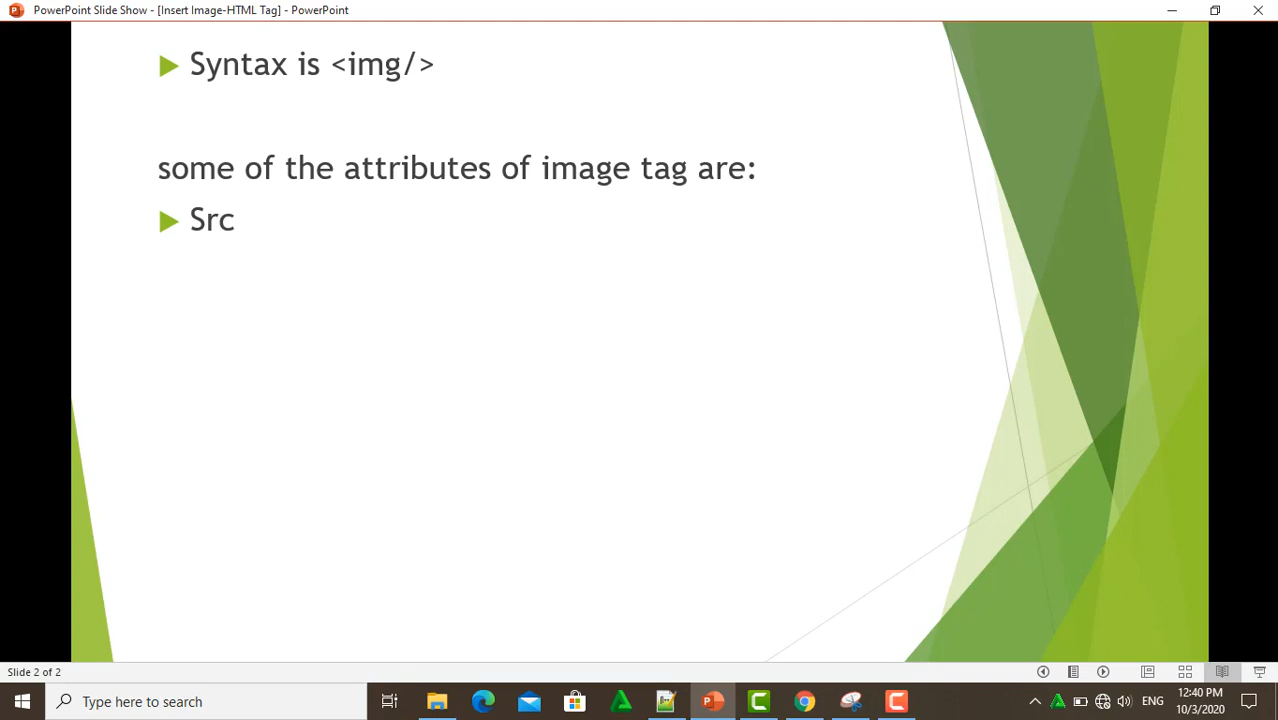 PowerPoint Slide Show - [Insert Image-HTML Tag] - PowerPoint
Syntax is <img/>
some of the attributes of image tag are:
Src
Slide 2 of 2
Type here to search
ENG
12:40 PM
10/3/2020